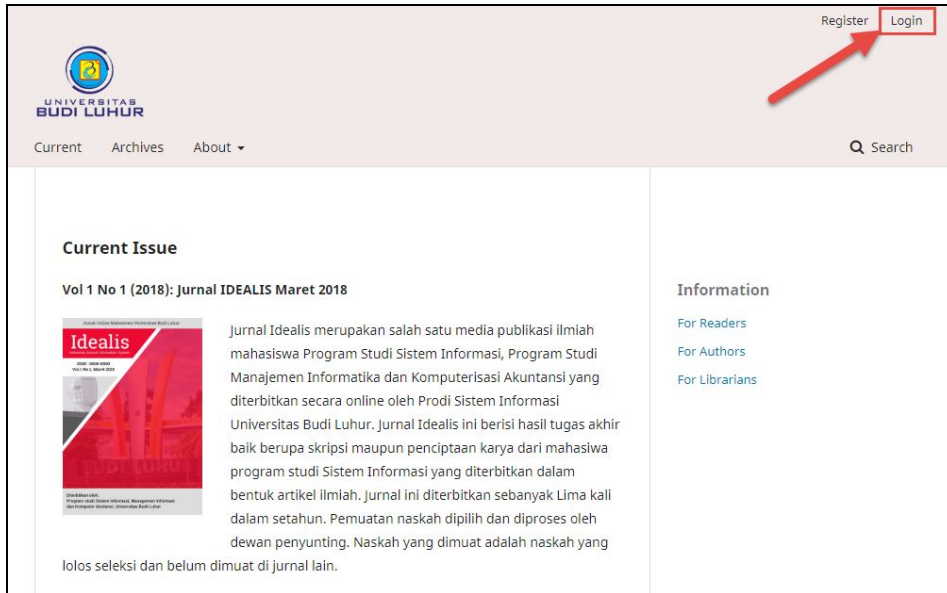 Register Login
UNIVERSITAS
BUDI LUHUR
Current Archives About Search
Current Issue
Vol 1 No 1 (2018): Jurnal IDEALIS Maret 2018
Idealis
Jurnal Idealis merupakan salah satu media publikasi ilmiah
mahasiswa Program Studi Sistem Informasi, Program Studi
Manajemen Informatika dan Komputerisasi Akuntansi yang
diterbitkan secara online oleh Prodi Sistem Informasi
Universitas Budi Luhur. Jurnal Idealis ini berisi hasil tugas akhir
baik berupa skripsi maupun penciptaan karya dari mahasiwa
program studi Sistem Informasi yang diterbitkan dalam
bentuk artikel ilmiah. Jurnal ini diterbitkan sebanyak Lima kali
dalam setahun. Pemuatan naskah dipilih dan diproses oleh
dewan penyunting. Naskah yang dimuat adalah naskah yang
lolos seleksi dan belum dimuat di jurnal lain.
Information
For Readers
For Authors
For Librarians